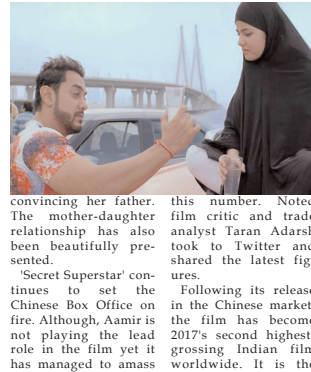 convincing her father.
The mother-daughter
relationship has also
been beautifully pre-
sented.
'Secret Superstar' con-
tinues to set the
Chinese Box Office on
fire. Although, Aamir is
not playing the lead
role in the film yet it
has managed to amass
this number. Noted
film critic and trade
analyst Taran Adarsh
took to Twitter and
shared the latest fig-
ures.
Following its release
in the Chinese market,
the film has become
2017's second highest-
grossing Indian film
worldwide. It is the